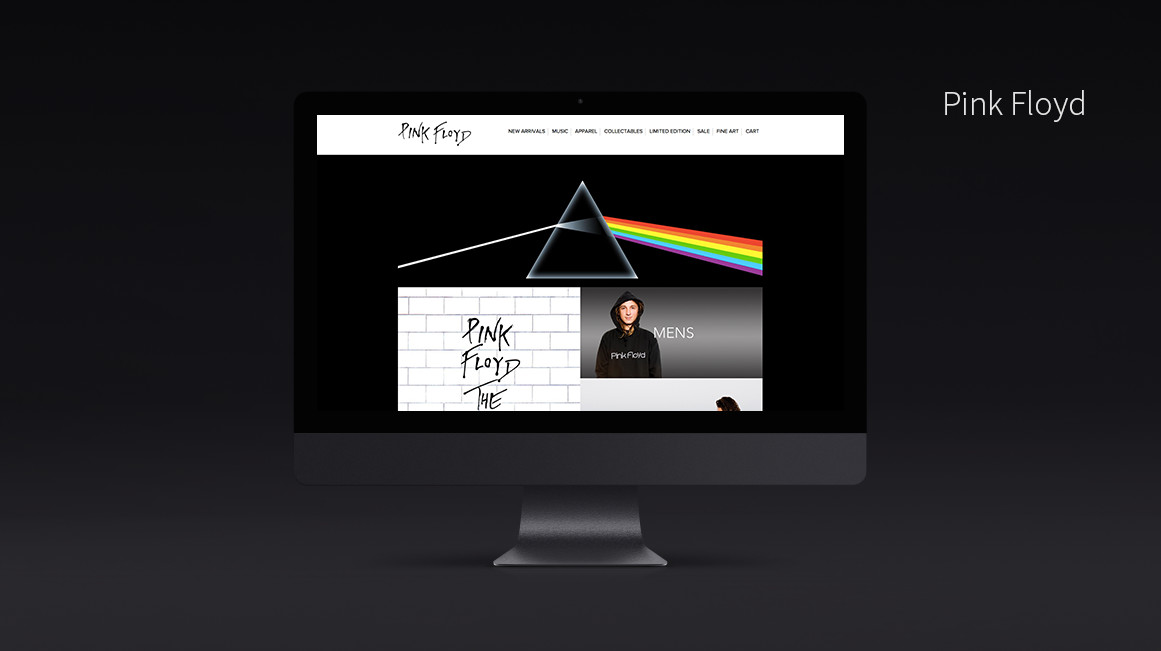 Pink Floyd
PINK FLOYD
NEW ARRIVALS MUSIC APPAREL COLLECTABLES LIMITED EDITION SALE FINE ART CART
PINK
FLOYD
THE
MENS
Pink Floyd